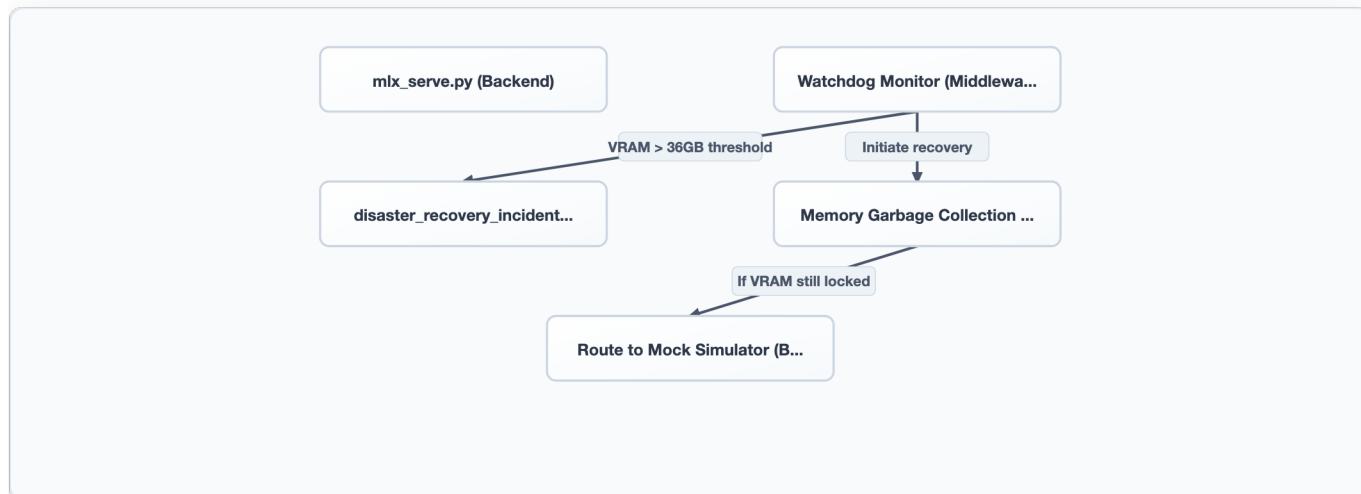 mlx_serve.py (Backend)
Watchdog Monitor (Middlewa...
VRAM > 36GB threshold
Initiate recovery
disaster_recovery_incident...
Memory Garbage Collection ...
If VRAM still locked
Route to Mock Simulator (B...